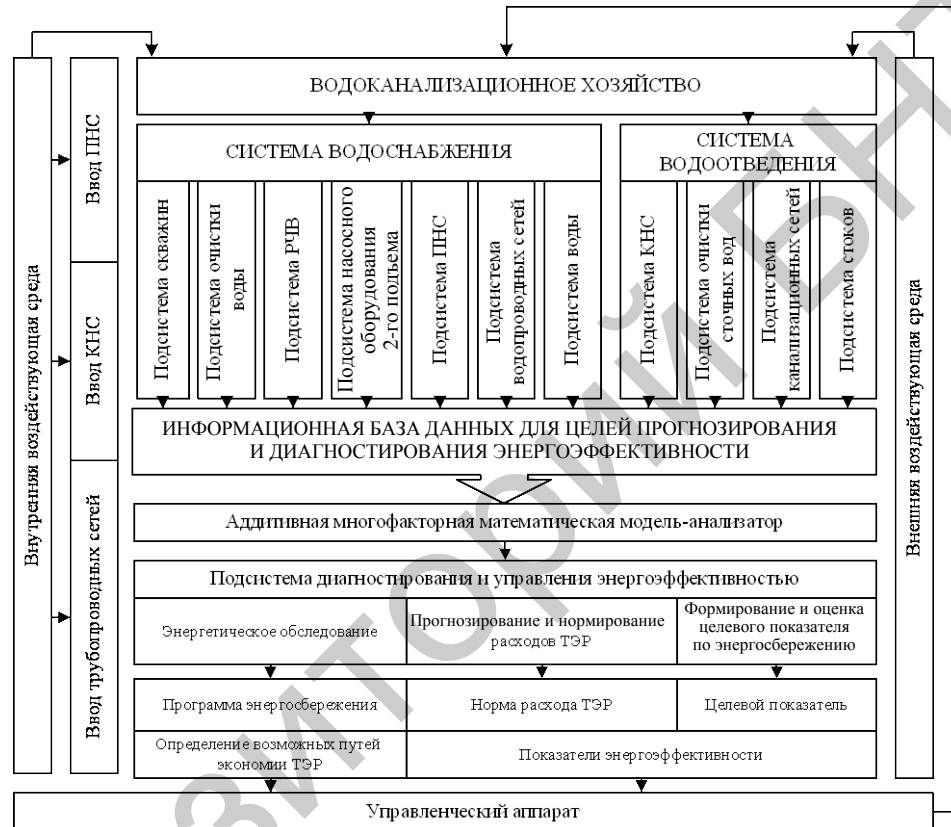 ВОДОКАНАЛИЗАЦИОННОЕ ХОЗЯЙСТВО
СИСТЕМА ВОДОСНАБЖЕНИЯ
СИСТЕМА
ВОДООТВЕДЕНИЯ
Внутренняя воздействующая среда
Ввод ПНС
Ввод КНС
Ввод трубопроводных сетей
Подсистема скважин
Подсистема очистки
воды
Подсистема РЧВ
Подсистема насосного
оборудования
2-го подъема
Подсистема ПНС
Подсистема
водопроводных сетей
Подсистема воды
Подсистема КНС
Подсистема очистки
сточных вод
Подсистема
канализационных сетей
Подсистема стоков
Внешняя воздействующая среда
ИНФОРМАЦИОННАЯ БАЗА ДАННЫХ ДЛЯ ЦЕЛЕЙ ПРОГНОЗИРОВАНИЯ
И ДИАГНОСТИРОВАНИЯ ЭНЕРГОЭФФЕКТИВНОСТИ
Аддитивная многофакторная математическая модель-анализатор
Подсистема диагностирования и управления энергоэффективностью
Энергетическое обследование
Прогнозирование и нормирование
расходов ТЭР
Формирование и оценка
целевого показателя
по энергосбережению
Программа энергосбережения
Норма расхода ТЭР
Целевой показатель
Определение возможных путей
экономии ТЭР
Показатели энергоэффективности
Управленческий аппарат
зиторий БНТ